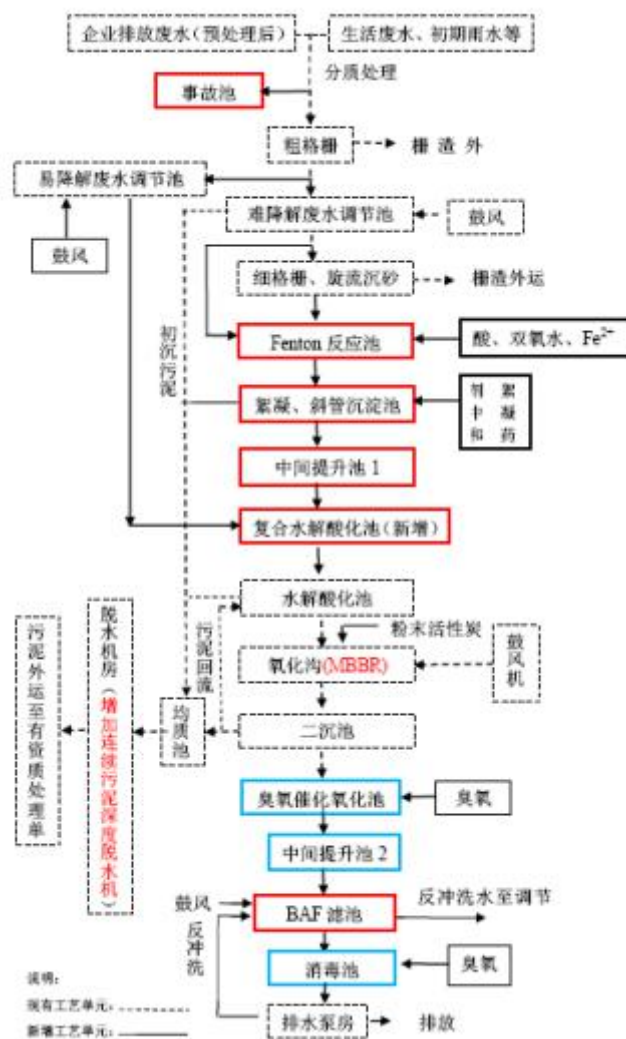 企业排放废水(预处理后)
生活废水、初期雨水等
分质处理
事故池
粗格栅
栅 渣 外
易降解废水调节池
难降解废水调节池
鼓风
鼓风
细格栅、旋流沉砂
栅渣外运
初沉污泥
Fenton 反应池
酸、双氧水、Fe²⁺
絮凝、斜管沉淀池
剂 絮
中 凝
和 药
中间提升池 1
复合水解酸化池(新增)
水解酸化池
粉末活性炭
污泥回流
氧化沟(MBBR)
鼓风机
污泥外运至有资质处理单
脱水机房(增加连续污泥深度脱水机)
均质池
二沉池
臭氧催化氧化池
臭氧
中间提升池 2
鼓风
BAF 滤池
反冲洗水至调节
反冲洗
消毒池
臭氧
排水泵房
排放
说明:
现有工艺单元:
新增工艺单元: